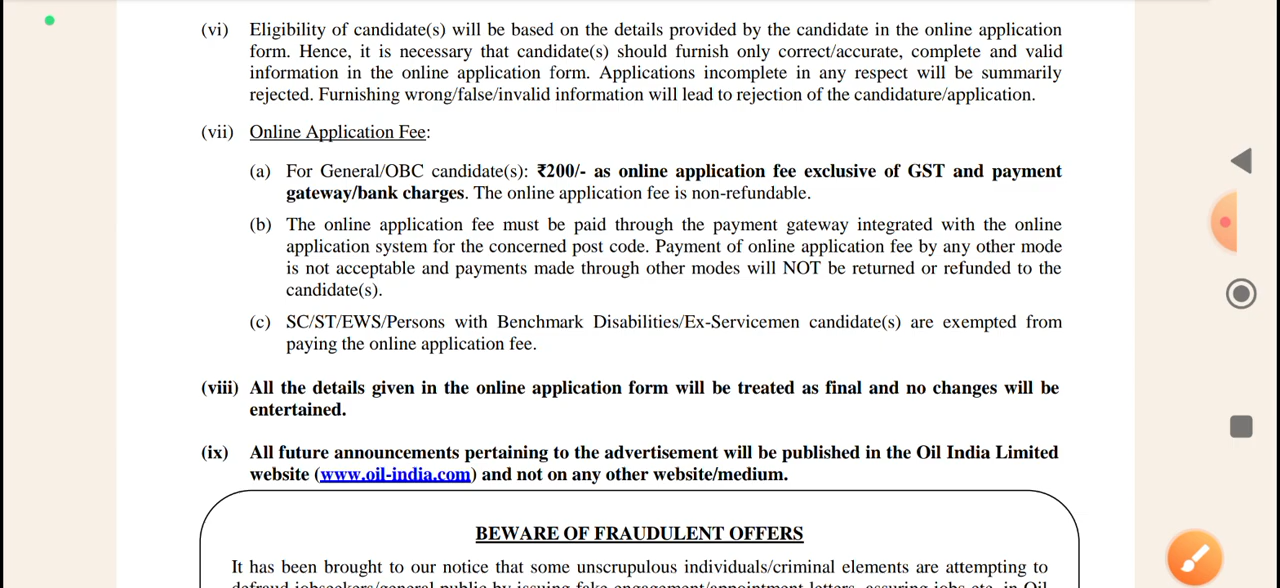 (vi) Eligibility of candidate(s) will be based on the details provided by the candidate in the online application
form. Hence, it is necessary that candidate(s) should furnish only correct/accurate, complete and valid
information in the online application form. Applications incomplete in any respect will be summarily
rejected. Furnishing wrong/false/invalid information will lead to rejection of the candidature/application.
(vii) Online Application Fee:
(a) For General/OBC candidate(s): ₹200/- as online application fee exclusive of GST and payment
gateway/bank charges. The online application fee is non-refundable.
(b) The online application fee must be paid through the payment gateway integrated with the online
application system for the concerned post code. Payment of online application fee by any other mode
is not acceptable and payments made through other modes will NOT be returned or refunded to the
candidate(s).
(c) SC/ST/EWS/Persons with Benchmark Disabilities/Ex-Servicemen candidate(s) are exempted from
paying the online application fee.
(viii) All the details given in the online application form will be treated as final and no changes will be
entertained.
(ix) All future announcements pertaining to the advertisement will be published in the Oil India Limited
website (www.oil-india.com) and not on any other website/medium.
BEWARE OF FRAUDULENT OFFERS
It has been brought to our notice that some unscrupulous individuals/criminal elements are attempting to